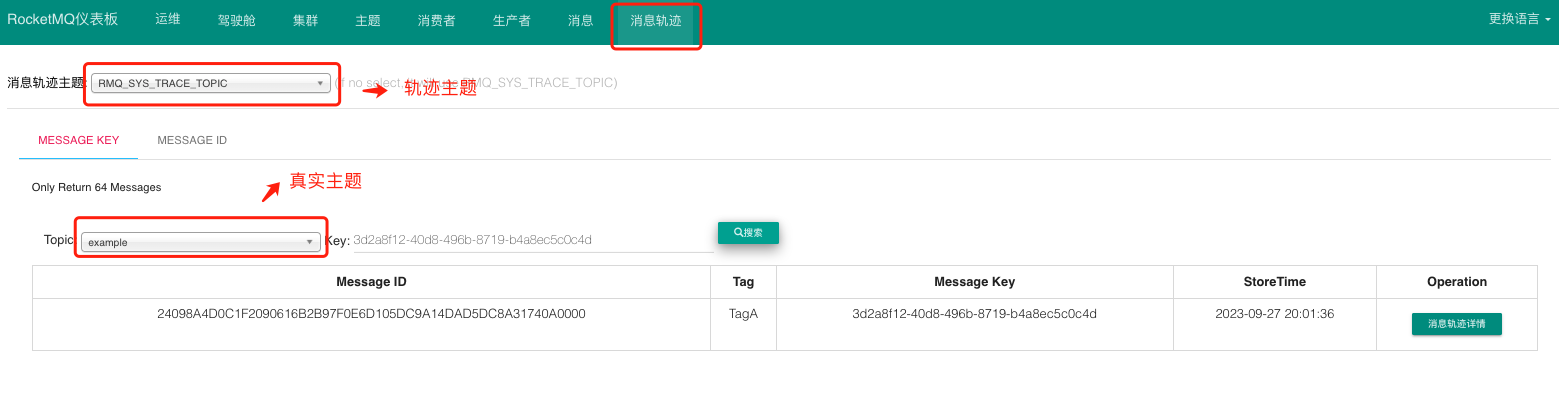 RocketMQ仪表板 运维 驾驶舱 集群 主题 消费者 生产者 消息 消息轨迹 更换语言
消息轨迹主题: RMQ_SYS_TRACE_TOPIC (if no select, RMQ_SYS_TRACE_TOPIC)
轨迹主题
MESSAGE KEY MESSAGE ID
真实主题
Only Return 64 Messages
Topic: example Key: 3d2a8f12-40d8-496b-8719-b4a8ec5c0c4d 搜索
Message ID Tag Message Key StoreTime Operation
24098A4D0C1F2090616B2B97F0E6D105DC9A14DAD5DC8A31740A0000 TagA 3d2a8f12-40d8-496b-8719-b4a8ec5c0c4d 2023-09-27 20:01:36 消息轨迹详情